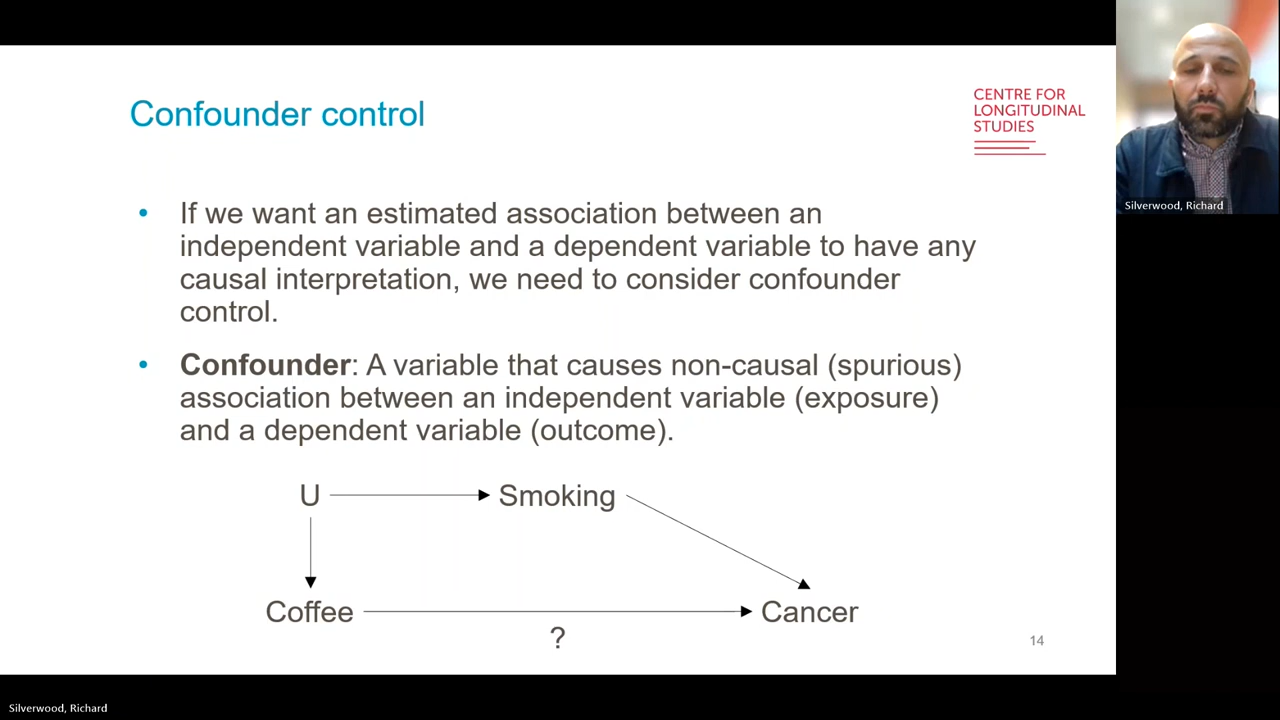 Confounder control
CENTRE FOR
LONGITUDINAL
STUDIES
• If we want an estimated association between an
independent variable and a dependent variable to have any
causal interpretation, we need to consider confounder
control.
• Confounder: A variable that causes non-causal (spurious)
association between an independent variable (exposure)
and a dependent variable (outcome).
U
Smoking
Coffee
Cancer
?
14
Silverwood, Richard
Silverwood, Richard